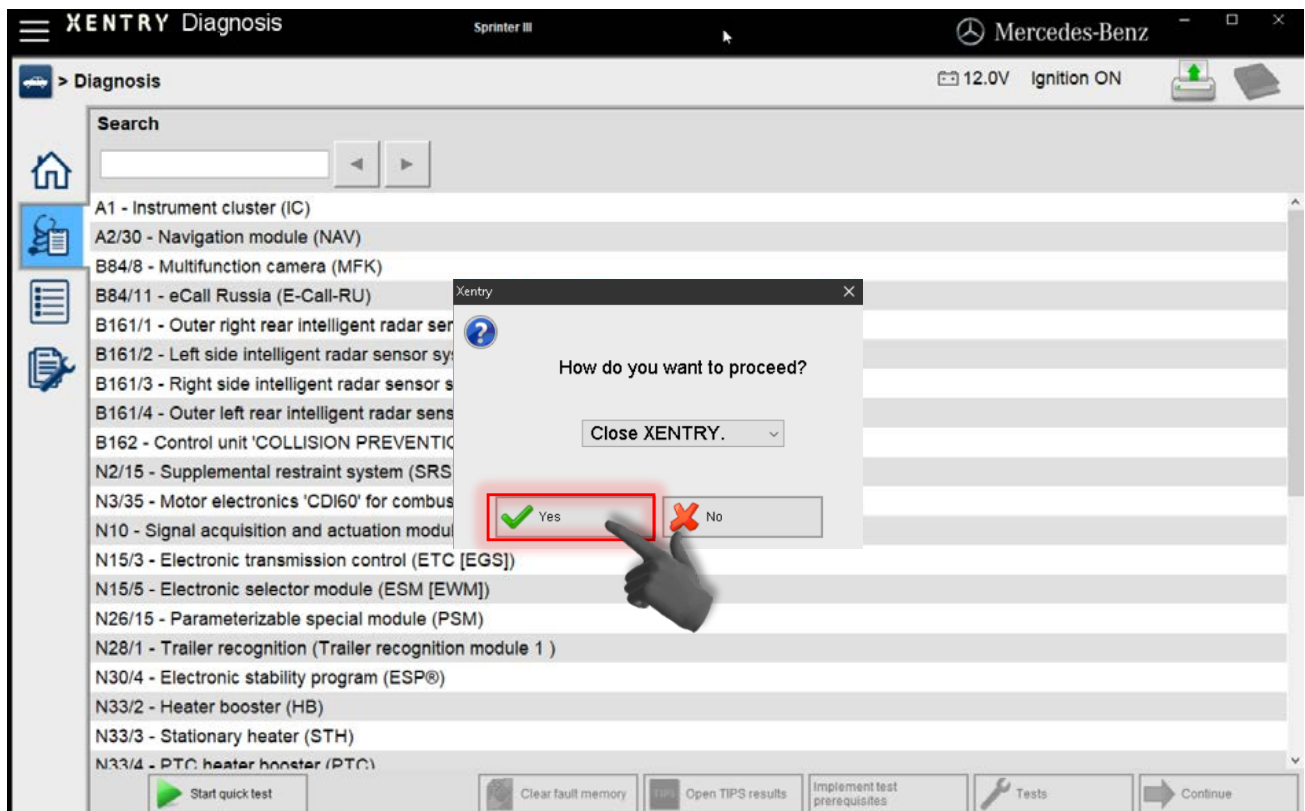 XENTRY Diagnosis
Sprinter III
Mercedes-Benz
> Diagnosis
12.0V Ignition ON
Search
A1 - Instrument cluster (IC)
A2/30 - Navigation module (NAV)
B84/8 - Multifunction camera (MFK)
B84/11 - eCall Russia (E-Call-RU)
B161/1 - Outer right rear intelligent radar ser
B161/2 - Left side intelligent radar sensor sy
B161/3 - Right side intelligent radar sensor s
B161/4 - Outer left rear intelligent radar sens
B162 - Control unit 'COLLISION PREVENTIO
N2/15 - Supplemental restraint system (SRS
N3/35 - Motor electronics 'CDI60' for combus
N10 - Signal acquisition and actuation modul
N15/3 - Electronic transmission control (ETC [EGS])
N15/5 - Electronic selector module (ESM [EWM])
N26/15 - Parameterizable special module (PSM)
N28/1 - Trailer recognition (Trailer recognition module 1 )
N30/4 - Electronic stability program (ESP®)
N33/2 - Heater booster (HB)
N33/3 - Stationary heater (STH)
N33/4 - PTC heater booster (PTC)
Xentry
How do you want to proceed?
Close XENTRY.
Yes
No
Start quick test
Clear fault memory
TIPS
Open TIPS results
Implement test
prerequisites
Tests
Continue